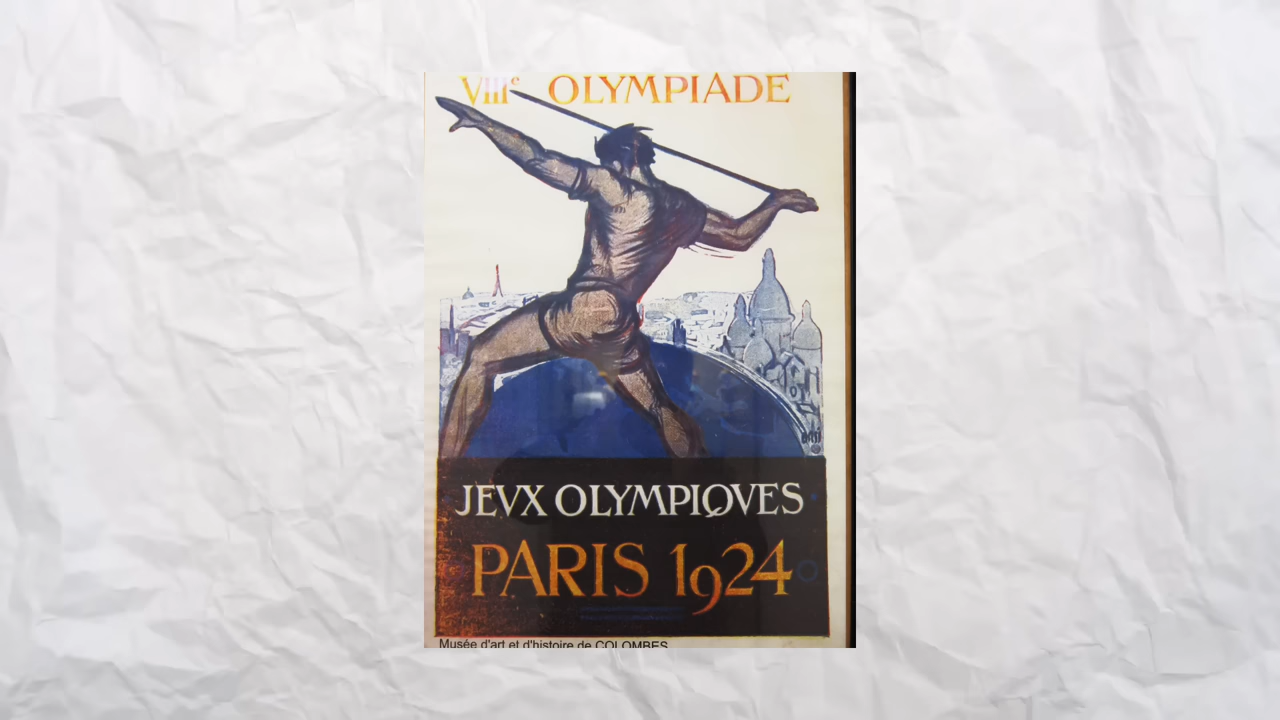 VIIIᵉ OLYMPIADE
JEVX OLYMPIQVES
PARIS 1924
Musée d'art et d'histoire de COLOMBES